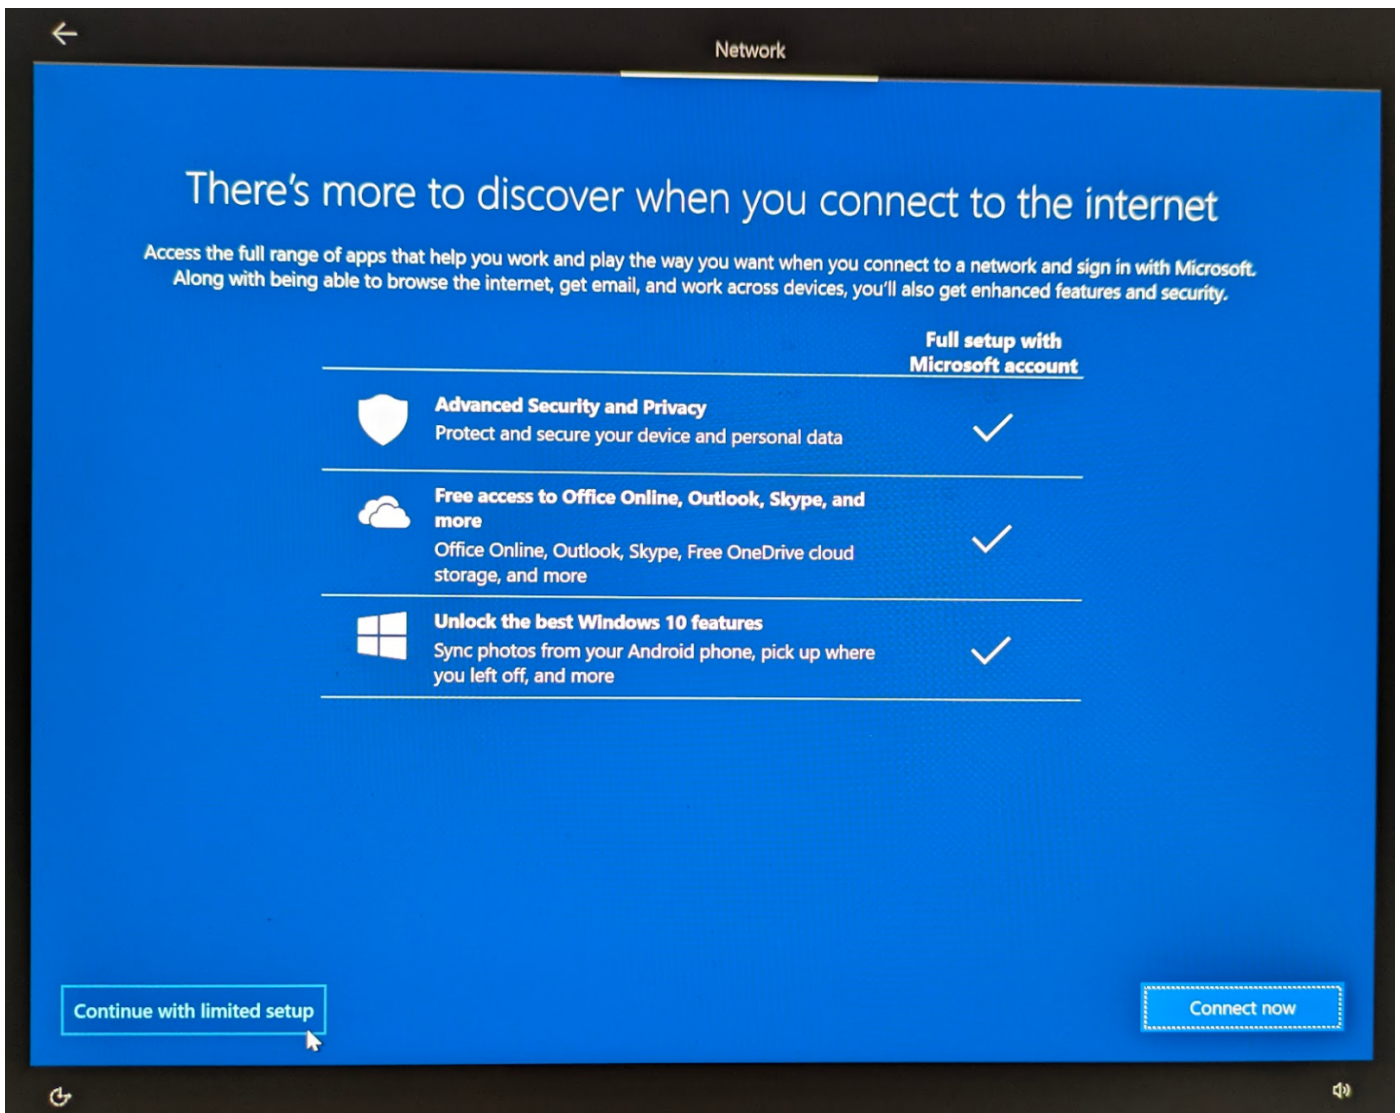 Network
There's more to discover when you connect to the internet
Access the full range of apps that help you work and play the way you want when you connect to a network and sign in with Microsoft.
Along with being able to browse the internet, get email, and work across devices, you'll also get enhanced features and security.
Full setup with
Microsoft account
Advanced Security and Privacy
Protect and secure your device and personal data
Free access to Office Online, Outlook, Skype, and
more
Office Online, Outlook, Skype, Free OneDrive cloud
storage, and more
Unlock the best Windows 10 features
Sync photos from your Android phone, pick up where
you left off, and more
Continue with limited setup
Connect now